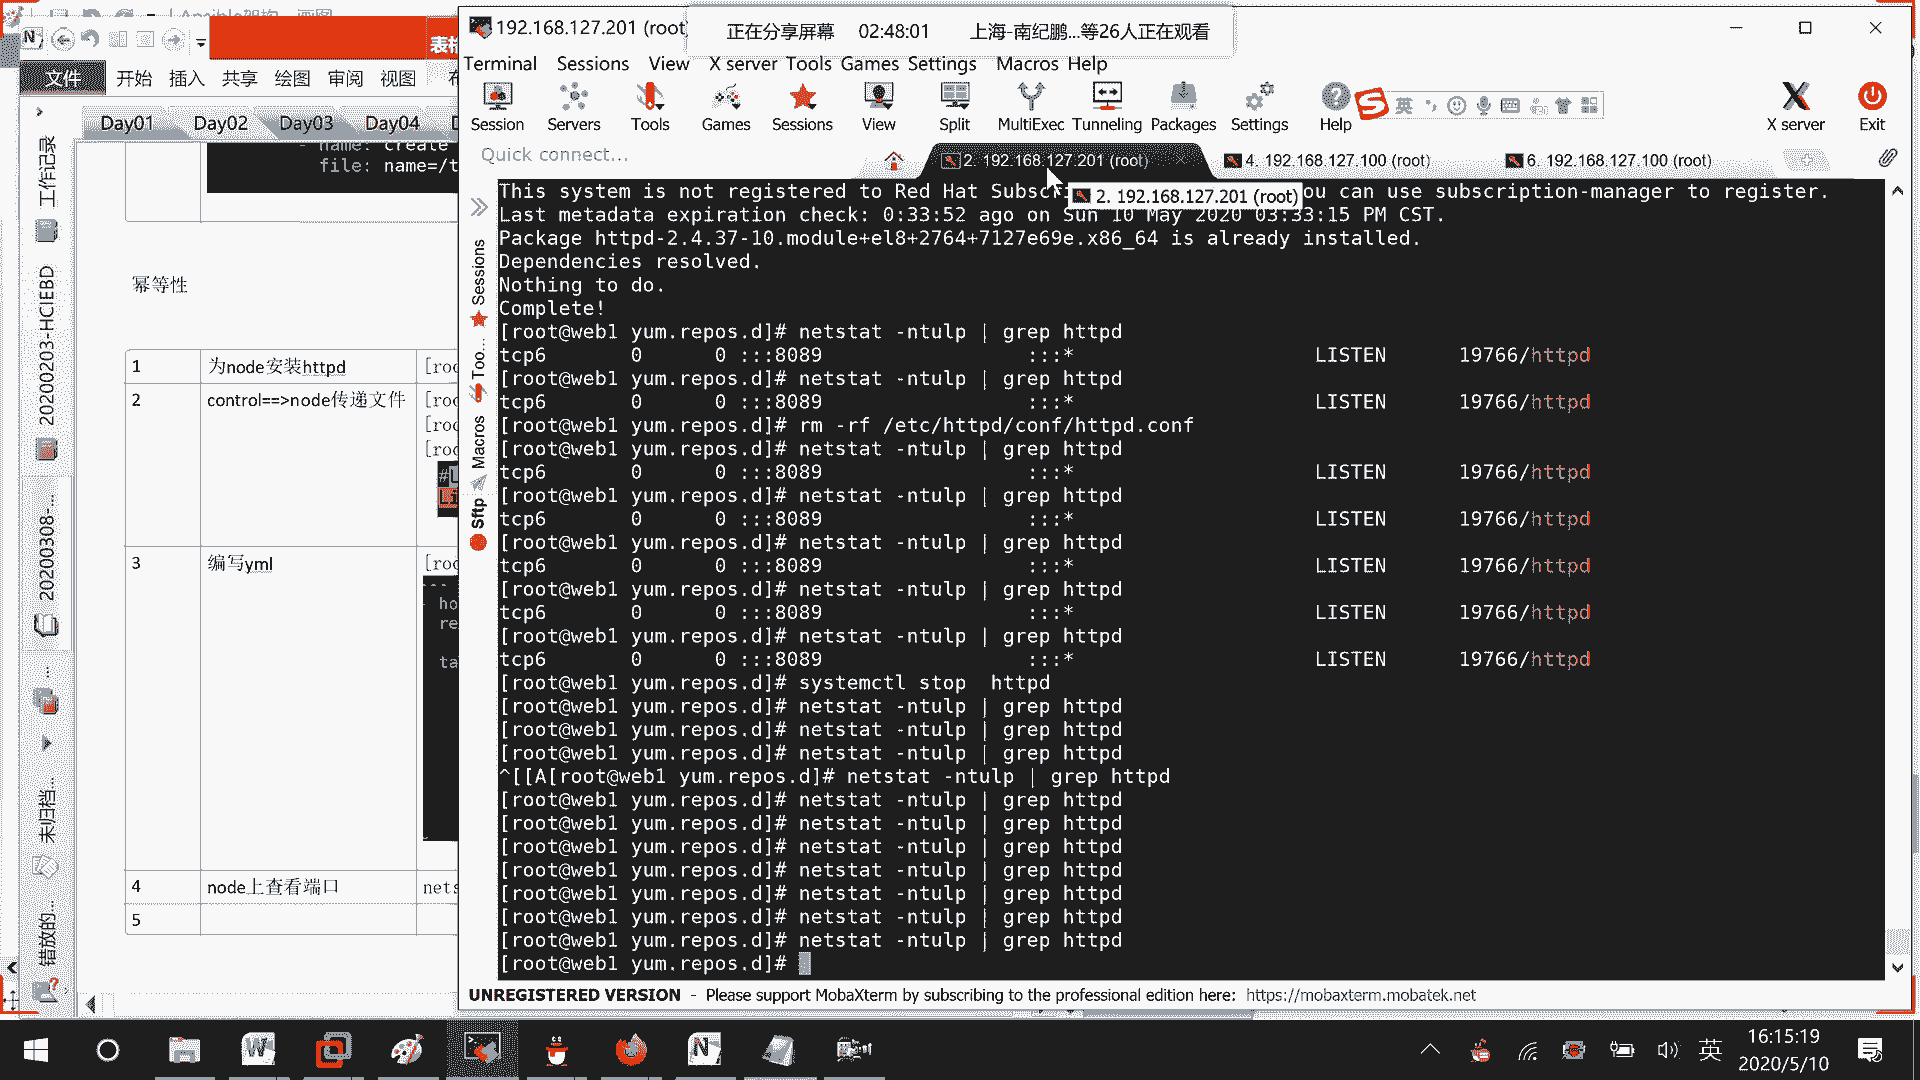 192.168.127.201 (root)
正在分享屏幕 02:48:01 上海-南纪鹏...等26人正在观看
Terminal Sessions View X server Tools Games Settings Macros Help
Session Servers Tools Games Sessions View Split MultiExec Tunneling Packages Settings Help
英
X server Exit
Quick connect...
2. 192.168.127.201 (root)
4. 192.168.127.100 (root)
6. 192.168.127.100 (root)
2. 192.168.127.201 (root)
This system is not registered to Red Hat Subsc ou can use subscription-manager to register.
Last metadata expiration check: 0:33:52 ago on Sun 10 May 2020 03:33:15 PM CST.
Package httpd-2.4.37-10.module+el8+2764+7127e69e.x86_64 is already installed.
Dependencies resolved.
Nothing to do.
Complete!
[root@web1 yum.repos.d]# netstat -ntulp | grep httpd
tcp6 0 0 :::8089 :::* LISTEN 19766/httpd
[root@web1 yum.repos.d]# netstat -ntulp | grep httpd
tcp6 0 0 :::8089 :::* LISTEN 19766/httpd
[root@web1 yum.repos.d]# rm -rf /etc/httpd/conf/httpd.conf
[root@web1 yum.repos.d]# netstat -ntulp | grep httpd
tcp6 0 0 :::8089 :::* LISTEN 19766/httpd
[root@web1 yum.repos.d]# netstat -ntulp | grep httpd
tcp6 0 0 :::8089 :::* LISTEN 19766/httpd
[root@web1 yum.repos.d]# netstat -ntulp | grep httpd
tcp6 0 0 :::8089 :::* LISTEN 19766/httpd
[root@web1 yum.repos.d]# netstat -ntulp | grep httpd
tcp6 0 0 :::8089 :::* LISTEN 19766/httpd
[root@web1 yum.repos.d]# netstat -ntulp | grep httpd
tcp6 0 0 :::8089 :::* LISTEN 19766/httpd
[root@web1 yum.repos.d]# systemctl stop  httpd
[root@web1 yum.repos.d]# netstat -ntulp | grep httpd
[root@web1 yum.repos.d]# netstat -ntulp | grep httpd
[root@web1 yum.repos.d]# netstat -ntulp | grep httpd
^[[A[root@web1 yum.repos.d]# netstat -ntulp | grep httpd
[root@web1 yum.repos.d]# netstat -ntulp | grep httpd
[root@web1 yum.repos.d]# netstat -ntulp | grep httpd
[root@web1 yum.repos.d]# netstat -ntulp | grep httpd
[root@web1 yum.repos.d]# netstat -ntulp | grep httpd
[root@web1 yum.repos.d]# netstat -ntulp | grep httpd
[root@web1 yum.repos.d]# netstat -ntulp | grep httpd
[root@web1 yum.repos.d]# netstat -ntulp | grep httpd
[root@web1 yum.repos.d]#
UNREGISTERED VERSION - Please support MobaXterm by subscribing to the professional edition here: https://mobaxterm.mobatek.net
Sessions
Too...
Macros
Sftp
文件 开始 插入 共享 绘图 审阅 视图
Day01 Day02 Day03 Day04
工作记录
20200203-HCIEBD
20200308-...
...
未归档...
错放的...
- name: create
file: name=/t
幂等性
1 为node安装httpd [roo
2 control==>node传递文件 [roo
[roo
[roo
#L
Li
3 编写yml [roo
ho
re
ta
4 node上查看端口 nets
5
英
16:15:19
2020/5/10